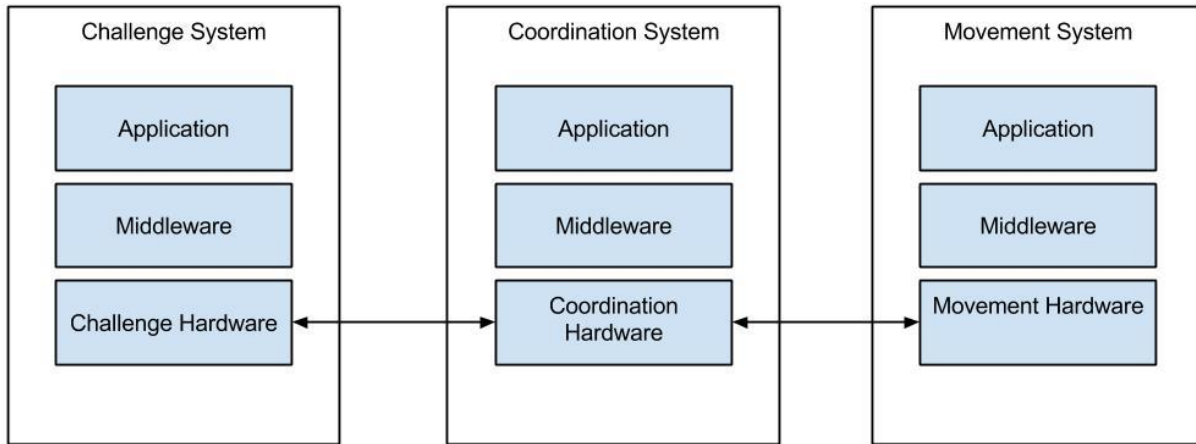 Challenge System
Application
Middleware
Challenge Hardware
Coordination System
Application
Middleware
Coordination
Hardware
Movement System
Application
Middleware
Movement Hardware